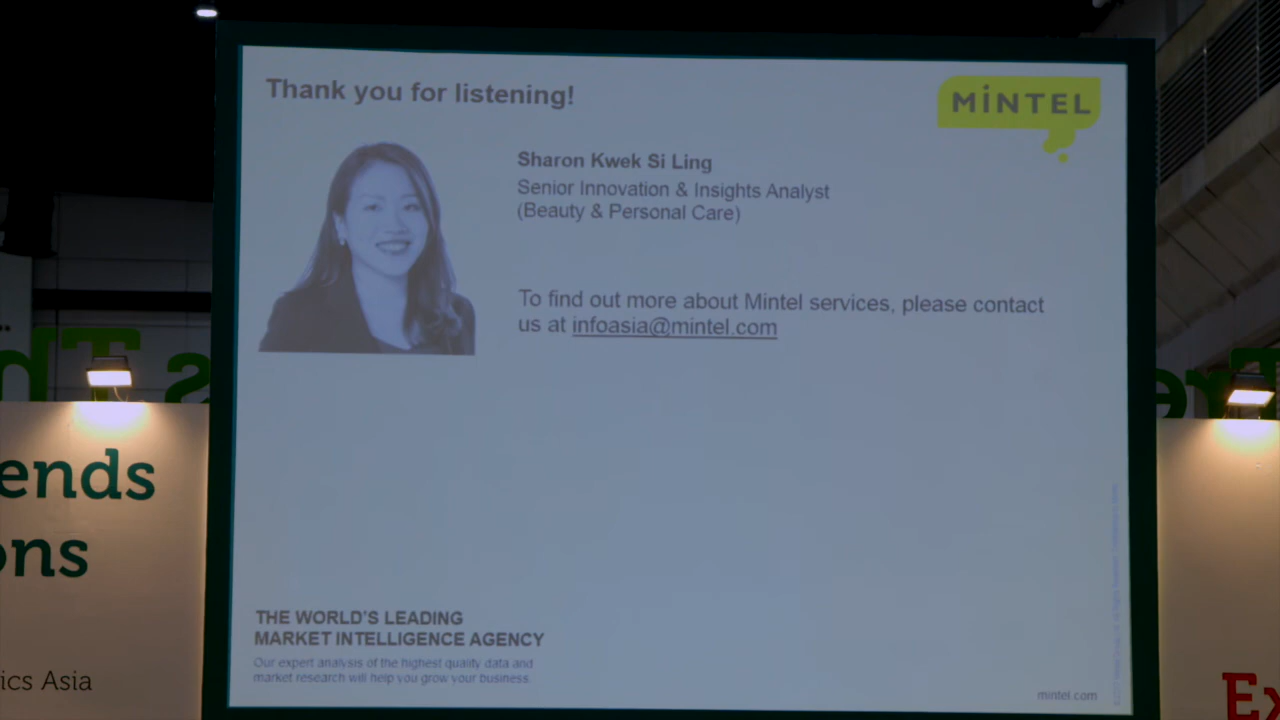 Thank you for listening!
MiNTEL
Sharon Kwek Si Ling
Senior Innovation & Insights Analyst
(Beauty & Personal Care)
To find out more about Mintel services, please contact
us at infoasia@mintel.com
ends
ons
ics Asia
THE WORLD'S LEADING
MARKET INTELLIGENCE AGENCY
Our expert analysis of the highest quality data and
market research will help you grow your business.
mintel.com
Ex